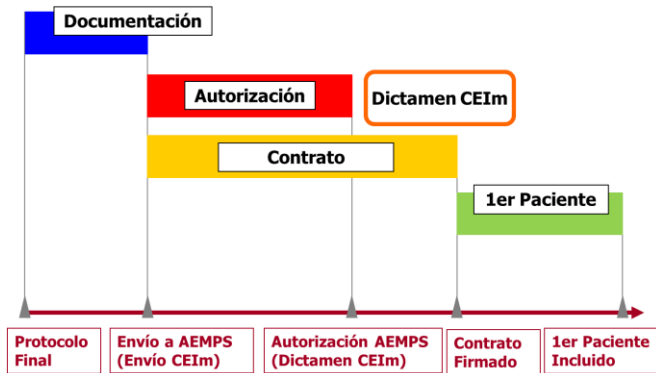 Documentación
Autorización
Dictamen CEIm
Contrato
1er Paciente
Protocolo
Final
Envío a AEMPS
(Envío CEIm)
Autorización AEMPS
(Dictamen CEIm)
Contrato
Firmado
1er Paciente
Incluido